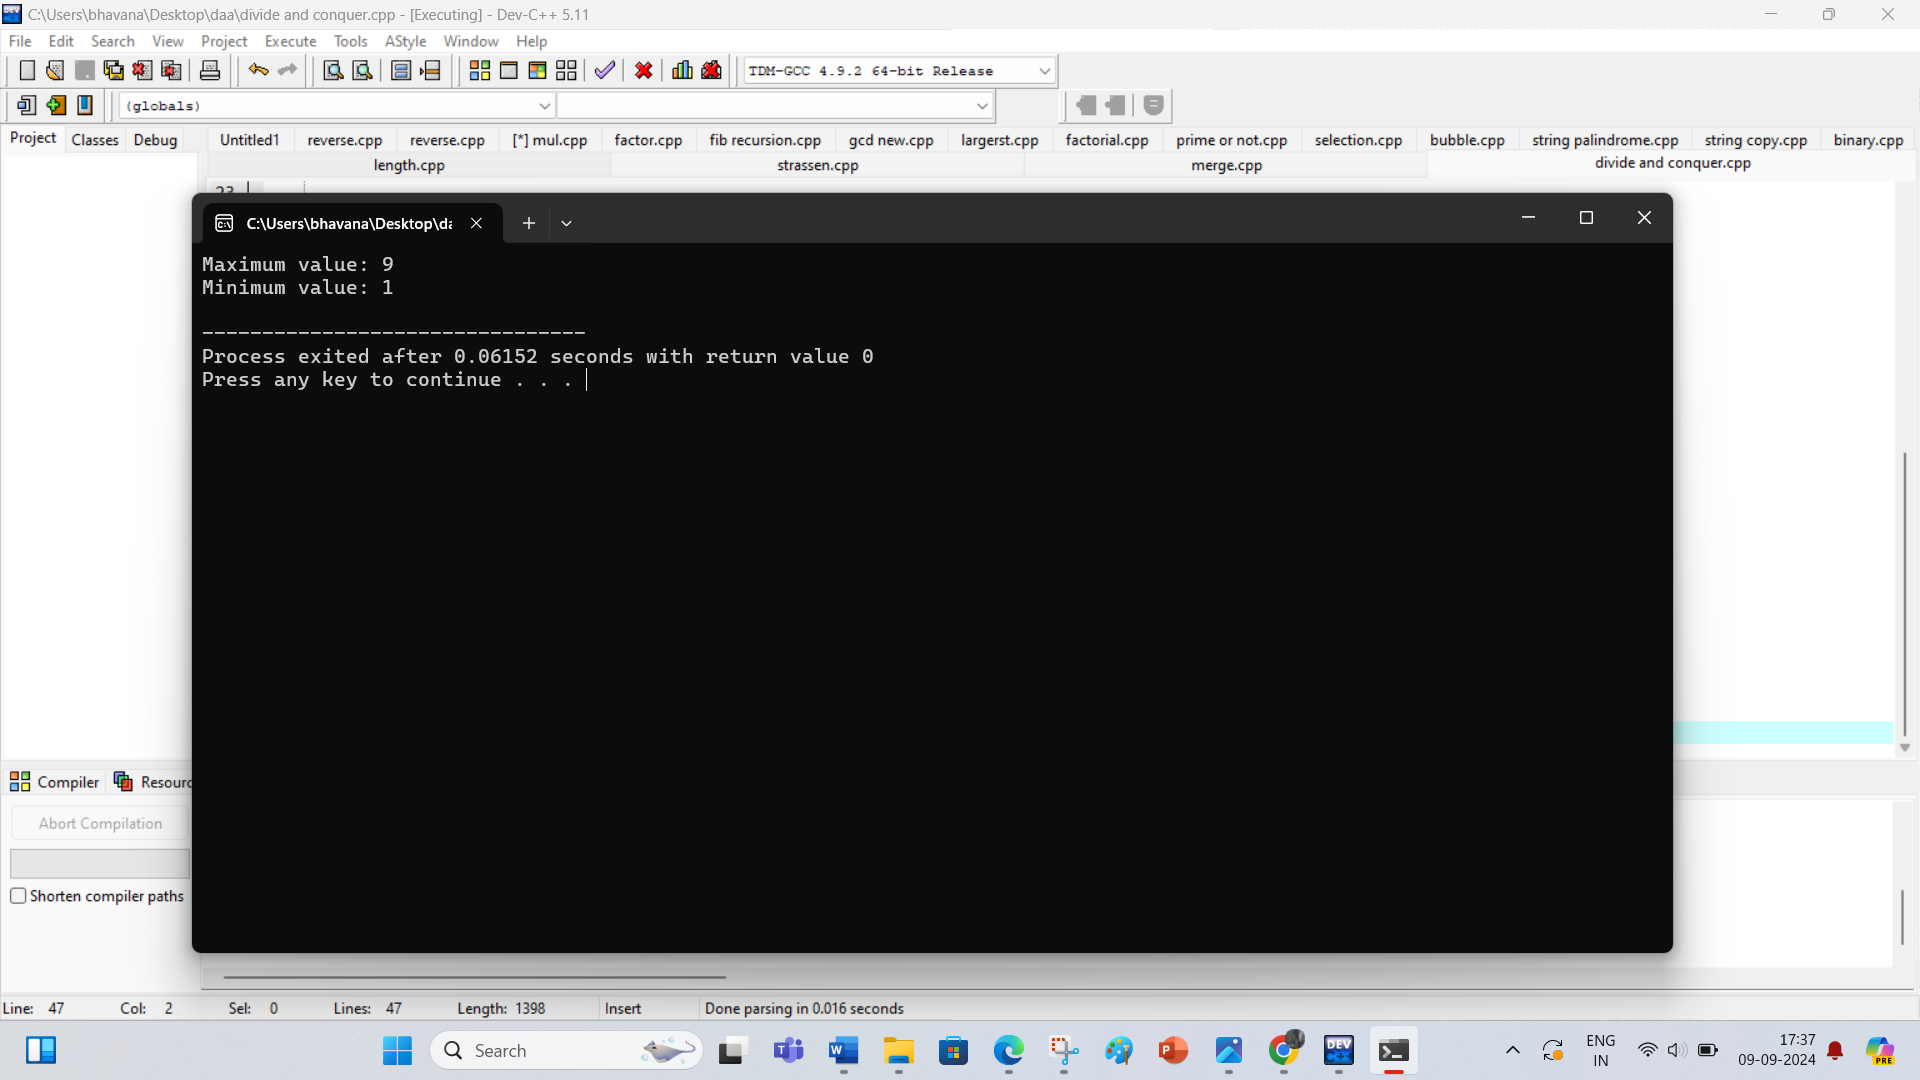 C:\Users\bhavana\Desktop\daa\divide and conquer.cpp - [Executing] - Dev-C++ 5.11
File Edit Search View Project Execute Tools AStyle Window Help
TDM-GCC 4.9.2 64-bit Release
(globals)
Project Classes Debug Untitled1 reverse.cpp reverse.cpp [*] mul.cpp factor.cpp fib recursion.cpp gcd new.cpp largerst.cpp factorial.cpp prime or not.cpp selection.cpp bubble.cpp string palindrome.cpp string copy.cpp binary.cpp
length.cpp strassen.cpp merge.cpp divide and conquer.cpp
23
C:\Users\bhavana\Desktop\da
Maximum value: 9
Minimum value: 1
--------------------------------
Process exited after 0.06152 seconds with return value 0
Press any key to continue . . .
Compiler Resourc
Abort Compilation
Shorten compiler paths
Line: 47 Col: 2 Sel: 0 Lines: 47 Length: 1398 Insert Done parsing in 0.016 seconds
Search
DEV C++
ENG
IN
17:37
09-09-2024
PRE